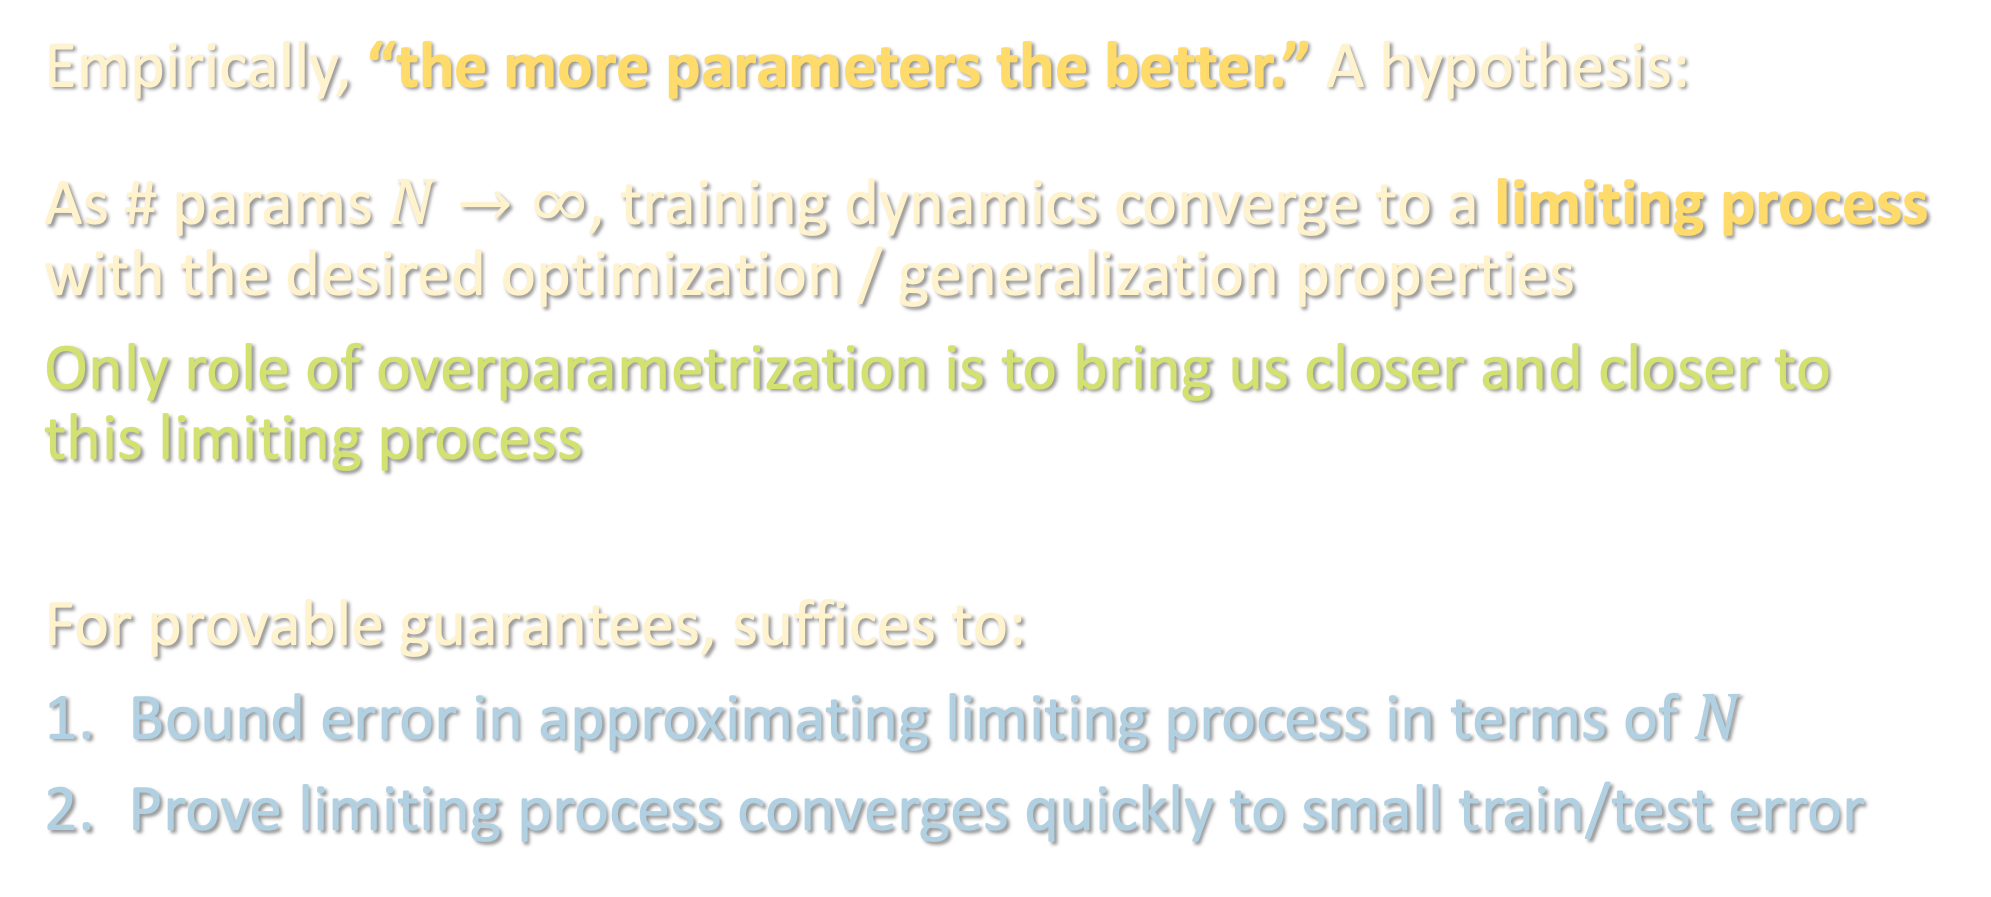 Empirically, “the more parameters the better.” A hypothesis:
As # params N → ∞, training dynamics converge to a limiting process
with the desired optimization / generalization properties
Only role of overparametrization is to bring us closer and closer to
this limiting process
For provable guarantees, suffices to:
1. Bound error in approximating limiting process in terms of N
2. Prove limiting process converges quickly to small train/test error